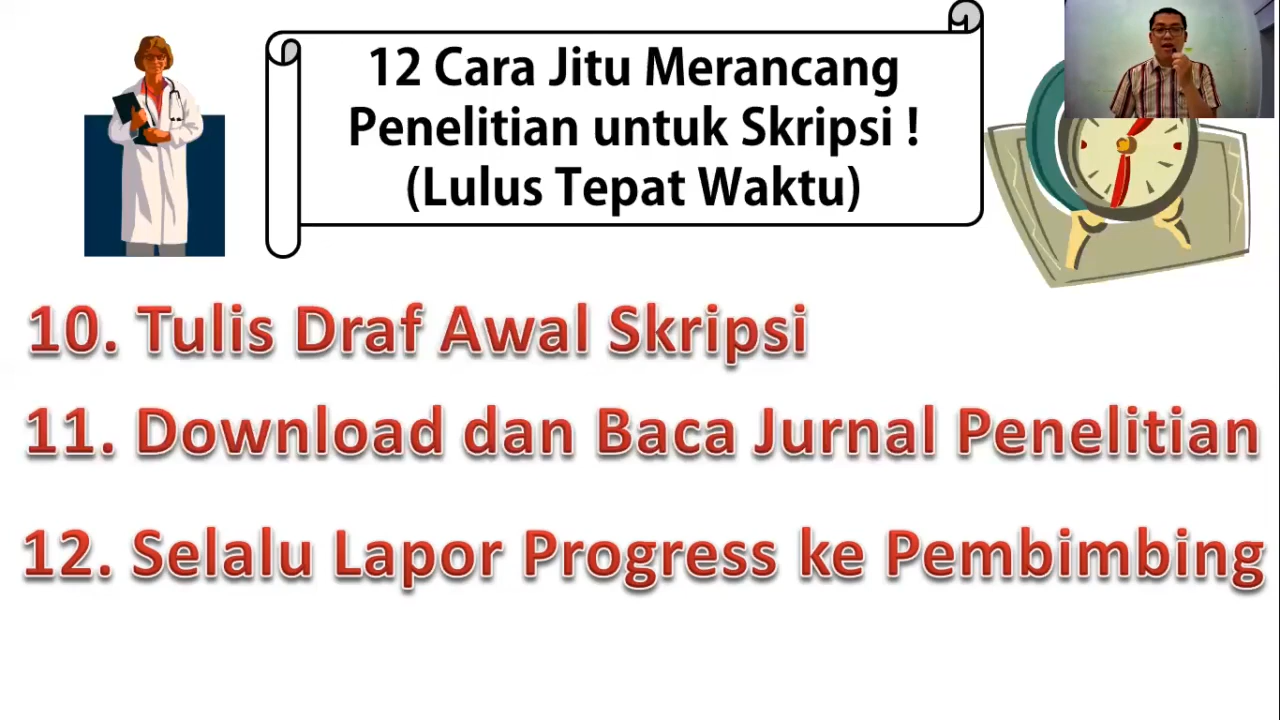 12 Cara Jitu Merancang
Penelitian untuk Skripsi !
(Lulus Tepat Waktu)
10. Tulis Draf Awal Skripsi
11. Download dan Baca Jurnal Penelitian
12. Selalu Lapor Progress ke Pembimbing